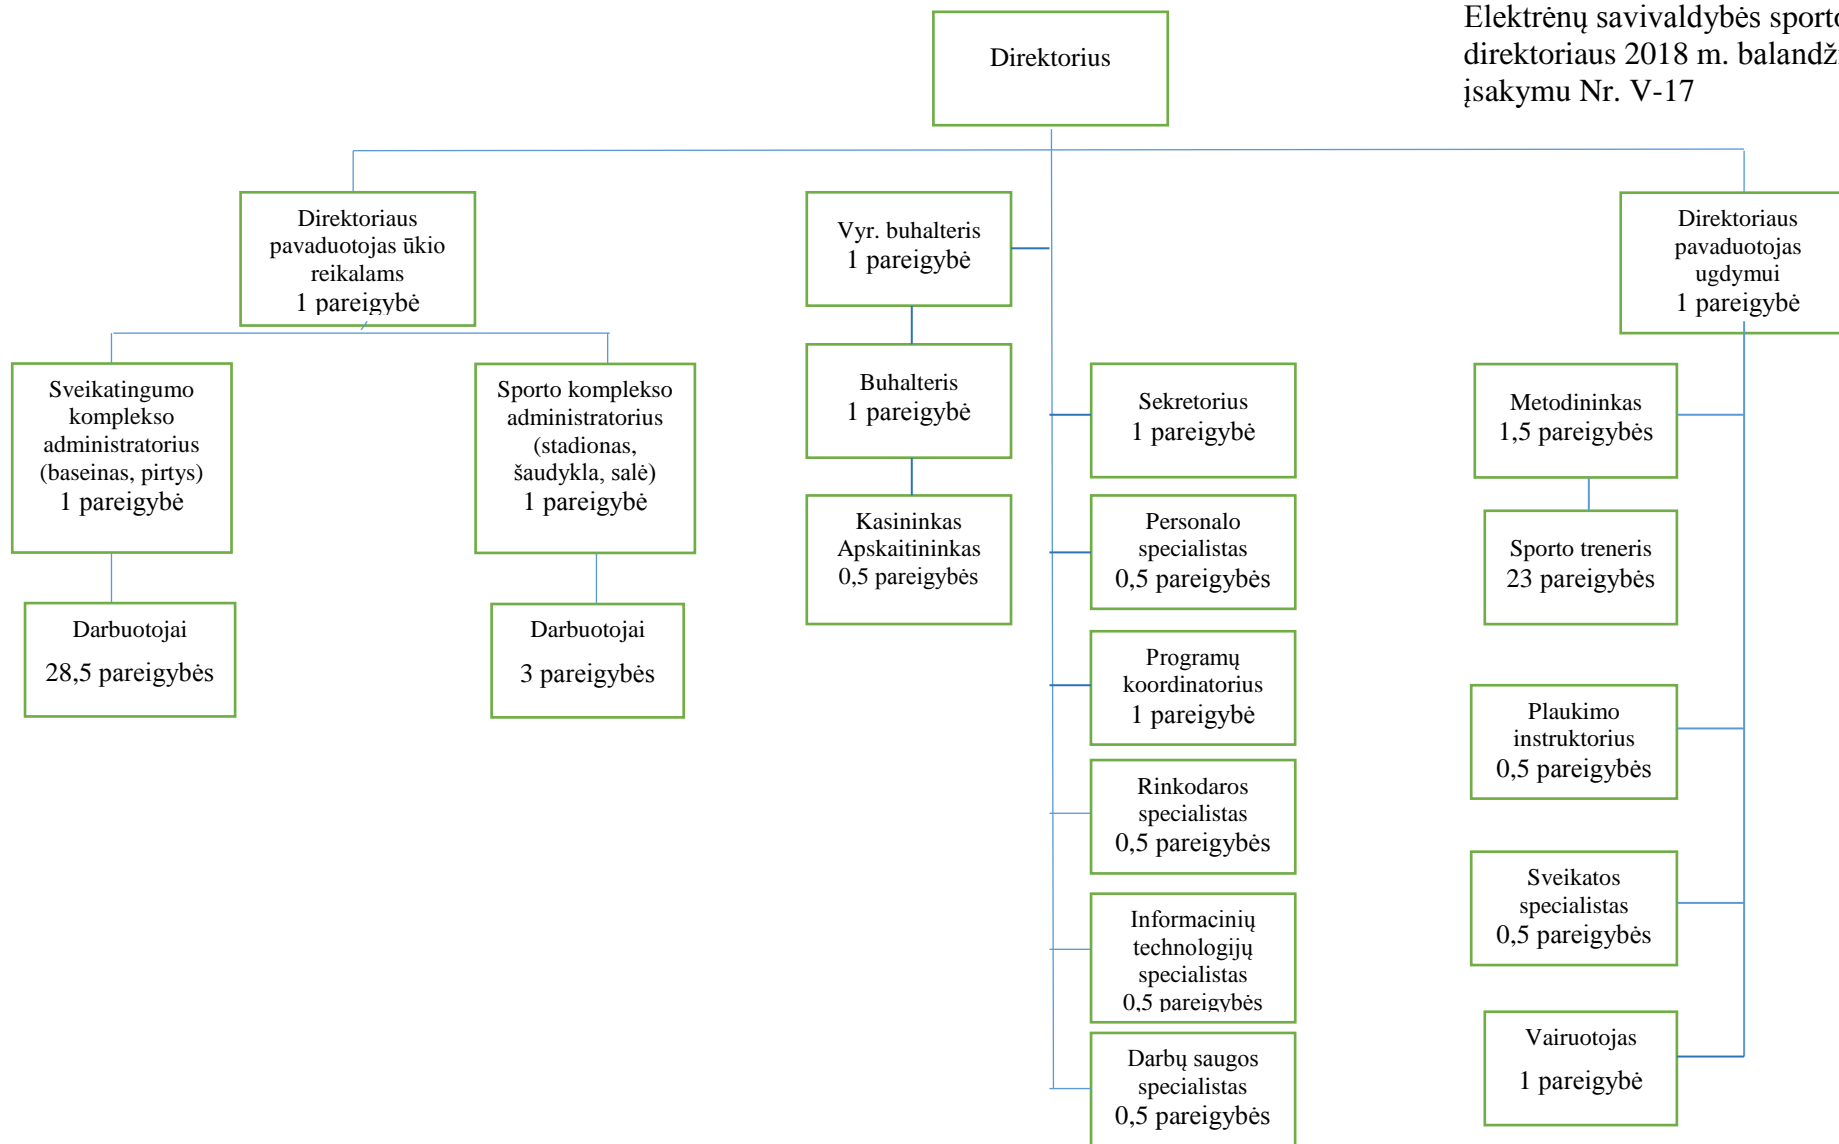 Elektrėnų savivaldybės
direktoriaus 2018 m.
įsakymu Nr. V-17
Direktorius
Direktoriaus
pavaduotojas ūkio
reikalams
1 pareigybė
Sveikatingumo
komplekso
administratorius
(baseinas, pirtys)
1 pareigybė
Darbuotojai
28,5 pareigybės
Sporto komplekso
administratorius
(stadionas,
šaudykla, salė)
1 pareigybė
Darbuotojai
3 pareigybės
Vyr. buhalteris
1 pareigybė
Buhalteris
1 pareigybė
Kasininkas
Apskaitininkas
0,5 pareigybės
Sekretorius
1 pareigybė
Personalo
specialistas
0,5 pareigybės
Programų
koordinatorius
1 pareigybė
Rinkodaros
specialistas
0,5 pareigybės
Informacinių
technologijų
specialistas
0,5 pareigybės
Darbų saugos
specialistas
0,5 pareigybės
Direktoriaus
pavaduotojas
ugdymui
1 pareigybė
Metodininkas
1,5 pareigybės
Sporto treneris
23 pareigybės
Plaukimo
instruktorius
0,5 pareigybės
Sveikatos
specialistas
0,5 pareigybės
Vairuotojas
1 pareigybė